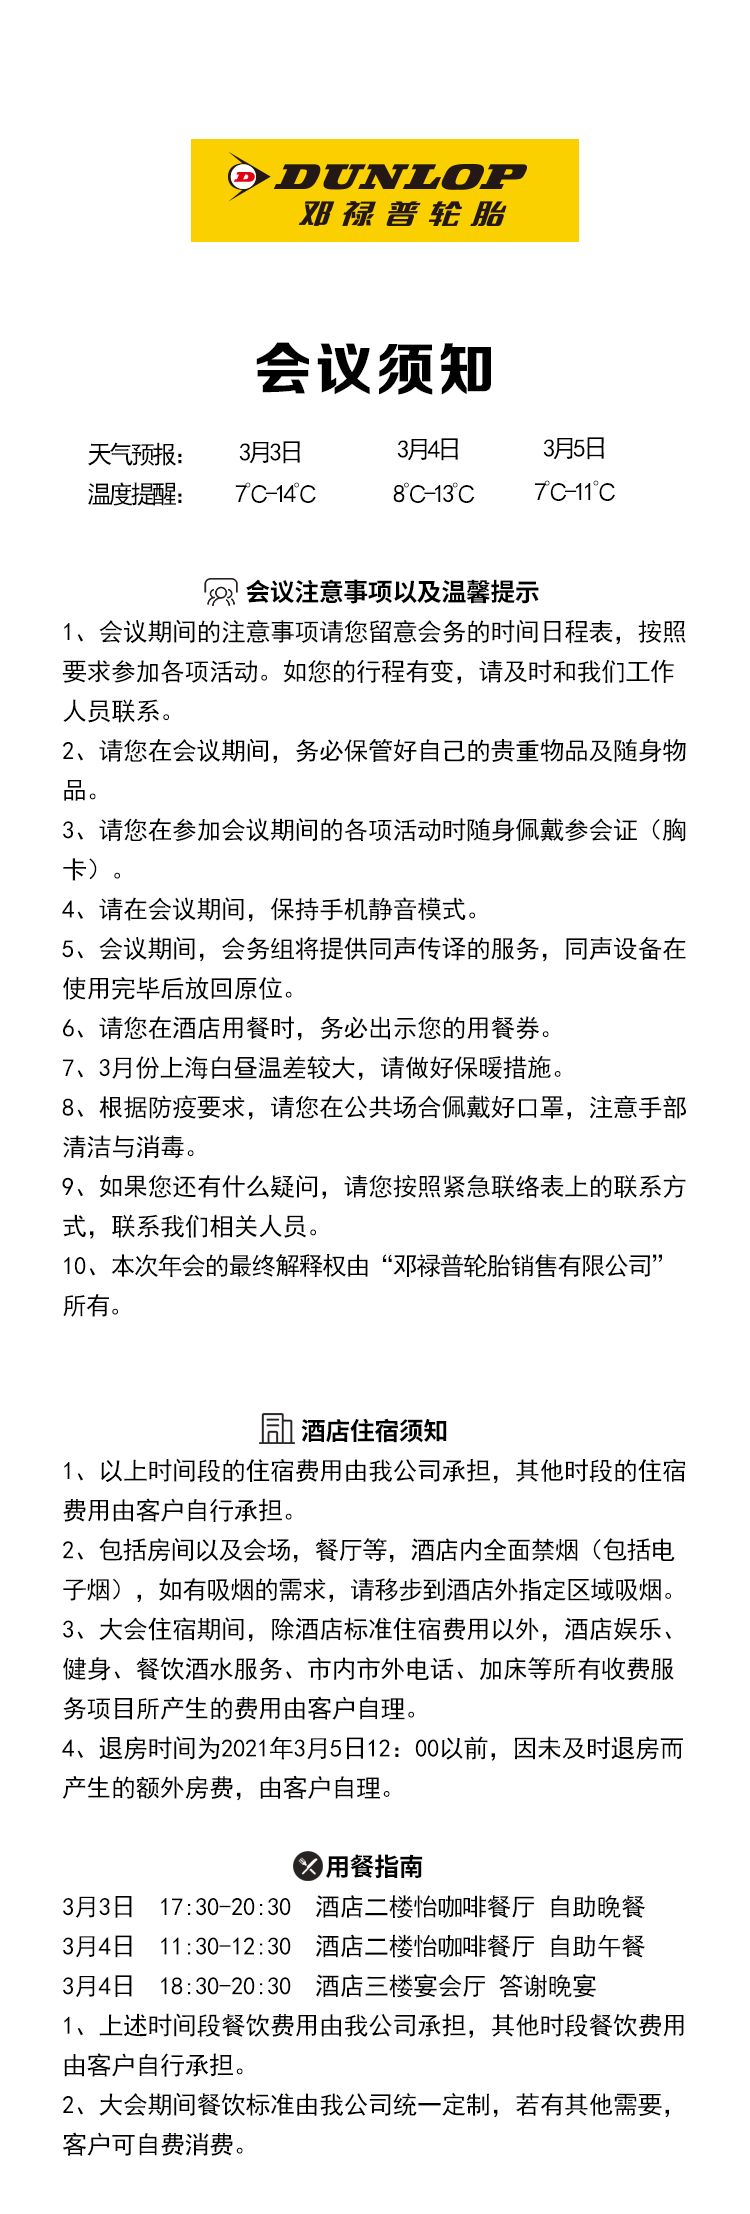 DUNLOP
邓禄普轮胎
会议须知
天气预报： 3月3日 3月4日 3月5日
温度提醒： 7℃-14℃ 8℃-13℃ 7℃-11℃
会议注意事项以及温馨提示
1、会议期间的注意事项请您留意会务的时间日程表，按照
要求参加各项活动。如您的行程有变，请及时和我们工作
人员联系。
2、请您在会议期间，务必保管好自己的贵重物品及随身物
品。
3、请您在参加会议期间的各项活动时随身佩戴参会证（胸
卡）。
4、请在会议期间，保持手机静音模式。
5、会议期间，会务组将提供同声传译的服务，同声设备在
使用完毕后放回原位。
6、请您在酒店用餐时，务必出示您的用餐券。
7、3月份上海白昼温差较大，请做好保暖措施。
8、根据防疫要求，请您在公共场合佩戴好口罩，注意手部
清洁与消毒。
9、如果您还有什么疑问，请您按照紧急联络表上的联系方
式，联系我们相关人员。
10、本次年会的最终解释权由“邓禄普轮胎销售有限公司”
所有。
酒店住宿须知
1、以上时间段的住宿费用由我公司承担，其他时段的住宿
费用由客户自行承担。
2、包括房间以及会场，餐厅等，酒店内全面禁烟（包括电
子烟），如有吸烟的需求，请移步到酒店外指定区域吸烟。
3、大会住宿期间，除酒店标准住宿费用以外，酒店娱乐、
健身、餐饮酒水服务、市内市外电话、加床等所有收费服
务项目所产生的费用由客户自理。
4、退房时间为2021年3月5日12：00以前，因未及时退房而
产生的额外房费，由客户自理。
用餐指南
3月3日 17:30-20:30 酒店二楼怡咖啡餐厅 自助晚餐
3月4日 11:30-12:30 酒店二楼怡咖啡餐厅 自助午餐
3月4日 18:30-20:30 酒店三楼宴会厅 答谢晚宴
1、上述时间段餐饮费用由我公司承担，其他时段餐饮费用
由客户自行承担。
2、大会期间餐饮标准由我公司统一定制，若有其他需要，
客户可自费消费。